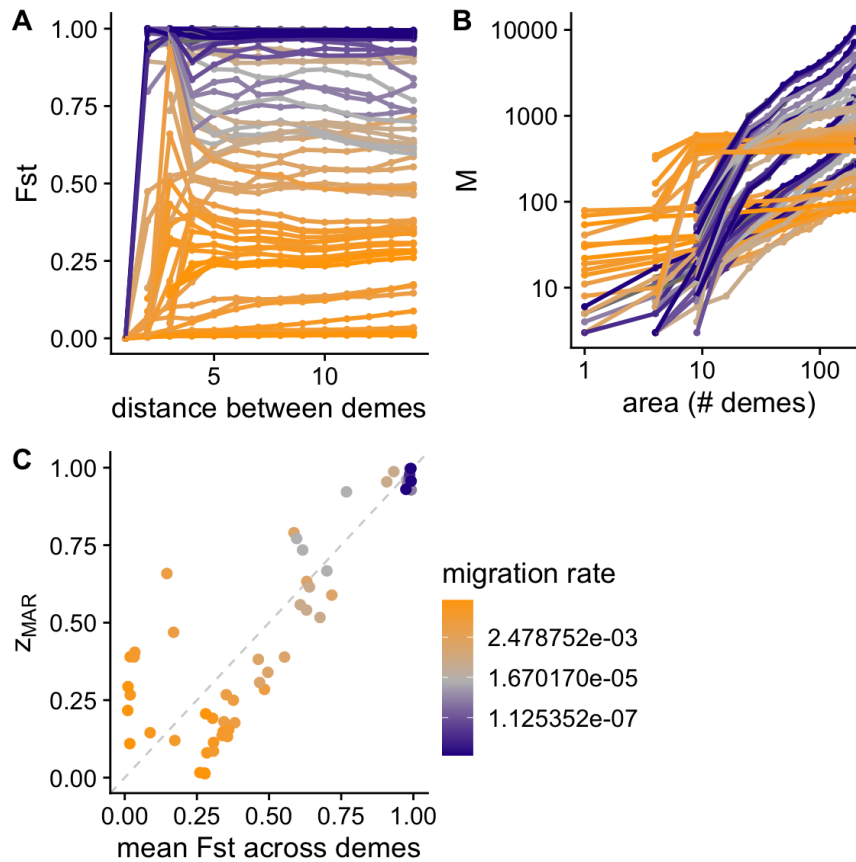 A
1.00
0.75
0.50
0.25
0.00
Fst
5
10
distance between demes
B
10000
1000
100
10
M
1
10
100
area (# demes)
C
1.00
0.75
0.50
0.25
0.00
zMAR
0.00
0.25
0.50
0.75
1.00
mean Fst across demes
migration rate
2.478752e-03
1.670170e-05
1.125352e-07